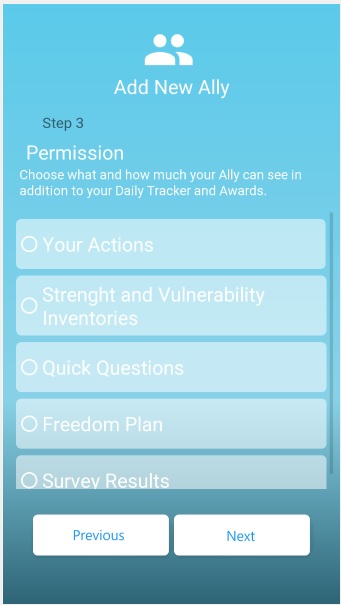 Add New Ally
Step 3
Permission
Choose what and how much your Ally can see in
addition to your Daily Tracker and Awards.
Your Actions
Strenght and Vulnerability
Inventories
Quick Questions
Freedom Plan
Survey Results
Previous
Next